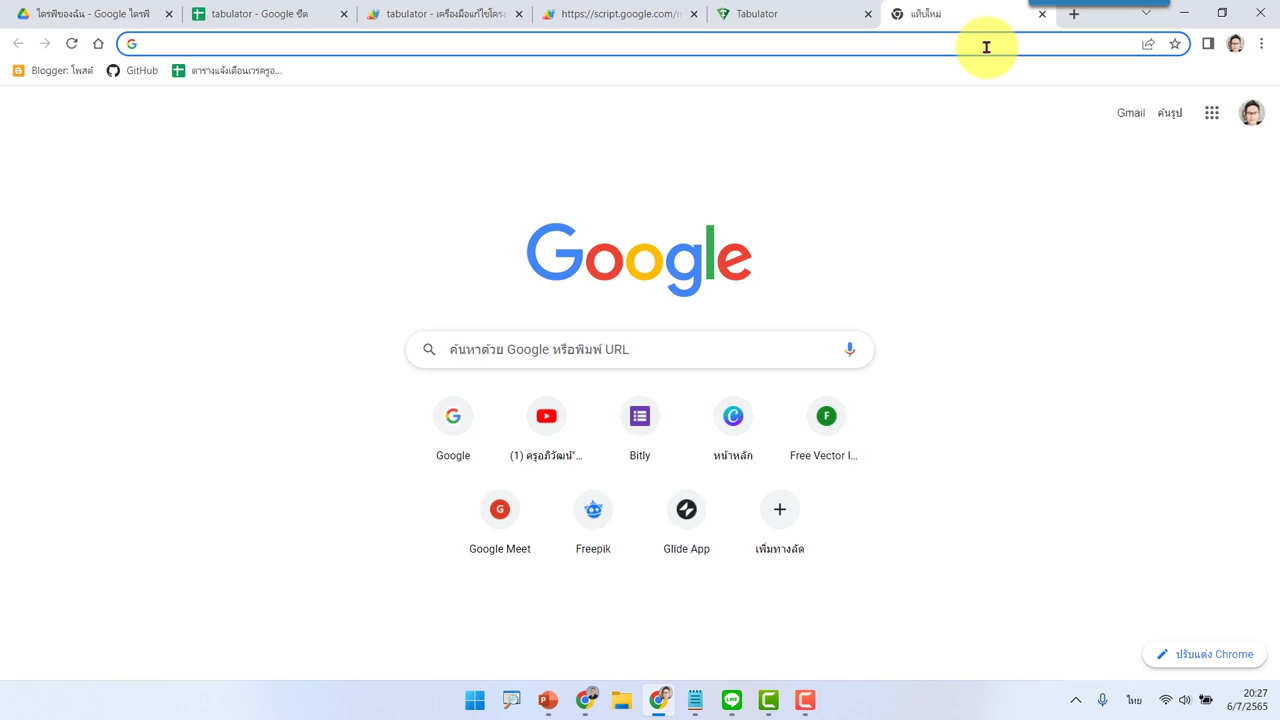 ไดรฟ์ของฉัน - Google ไดรฟ์
tabulator - Google ชีต
tabulator - เครื่องมือแก้ไขโครง
https://script.google.com/m
Tabulator
แท็บใหม่
Blogger: โพสต์
GitHub
ตารางแจ้งเตือนเวรครูอ...
Gmail
ค้นรูป
Google
ค้นหาด้วย Google หรือพิมพ์ URL
Google
(1) ครูอภิวัฒน์"...
Bitly
หน้าหลัก
Free Vector I...
Google Meet
Freepik
Glide App
เพิ่มทางลัด
ปรับแต่ง Chrome
ไทย
20:27
6/7/2565